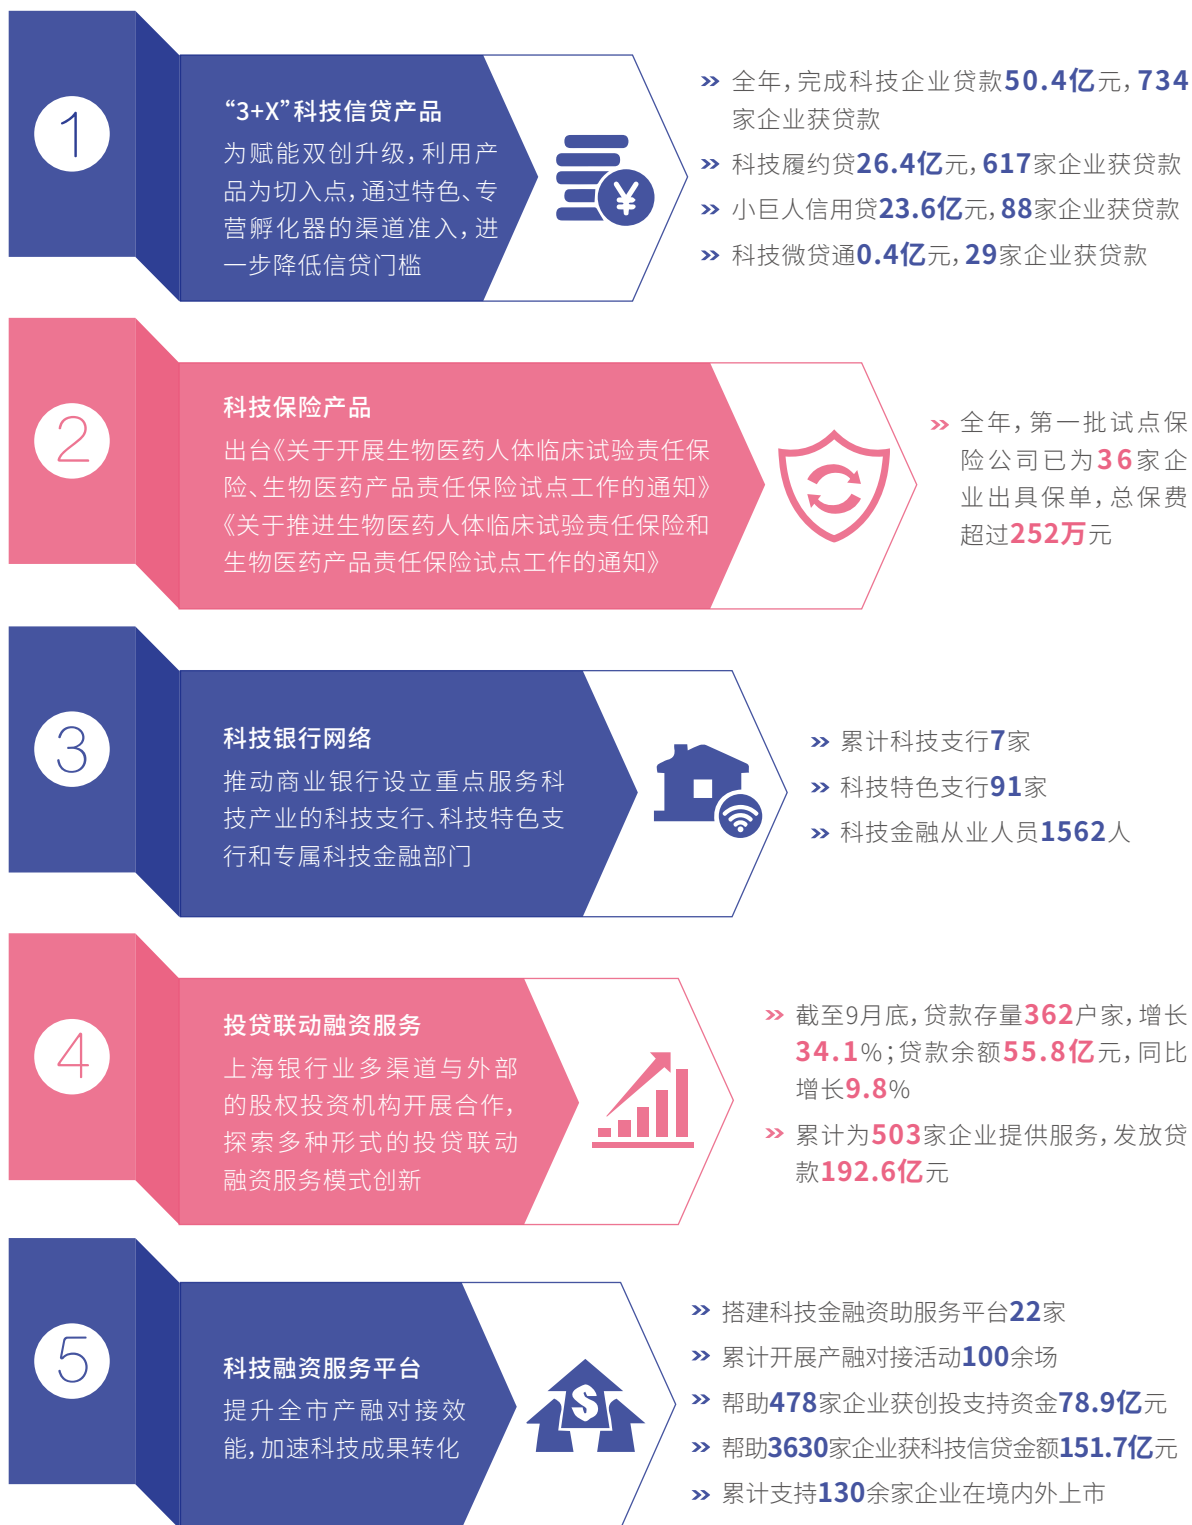 1
“3+X”科技信贷产品
为赋能双创升级，利用产
品为切入点，通过特色、专
营孵化器的渠道准入，进
一步降低信贷门槛
全年，完成科技企业贷款50.4亿元，734
家企业获贷款
科技履约贷26.4亿元，617家企业获贷款
小巨人信用贷23.6亿元，88家企业获贷款
科技微贷通0.4亿元，29家企业获贷款
2
科技保险产品
出台《关于开展生物医药人体临床试验责任保
险、生物医药产品责任保险试点工作的通知》
《关于推进生物医药人体临床试验责任保险和
生物医药产品责任保险试点工作的通知》
全年，第一批试点保
险公司已为36家企
业出具保单，总保费
超过252万元
3
科技银行网络
推动商业银行设立重点服务科
技产业的科技支行、科技特色支
行和专属科技金融部门
累计科技支行7家
科技特色支行91家
科技金融从业人员1562人
4
投贷联动融资服务
上海银行业多渠道与外部
的股权投资机构开展合作，
探索多种形式的投贷联动
融资服务模式创新
截至9月底，贷款存量362户家，增长
34.1%；贷款余额55.8亿元，同比
增长9.8%
累计为503家企业提供服务，发放贷
款192.6亿元
5
科技融资服务平台
提升全市产融对接效
能，加速科技成果转化
搭建科技金融资助服务平台22家
累计开展产融对接活动100余场
帮助478家企业获创投支持资金78.9亿元
帮助3630家企业获科技信贷金额151.7亿元
累计支持130余家企业在境内外上市